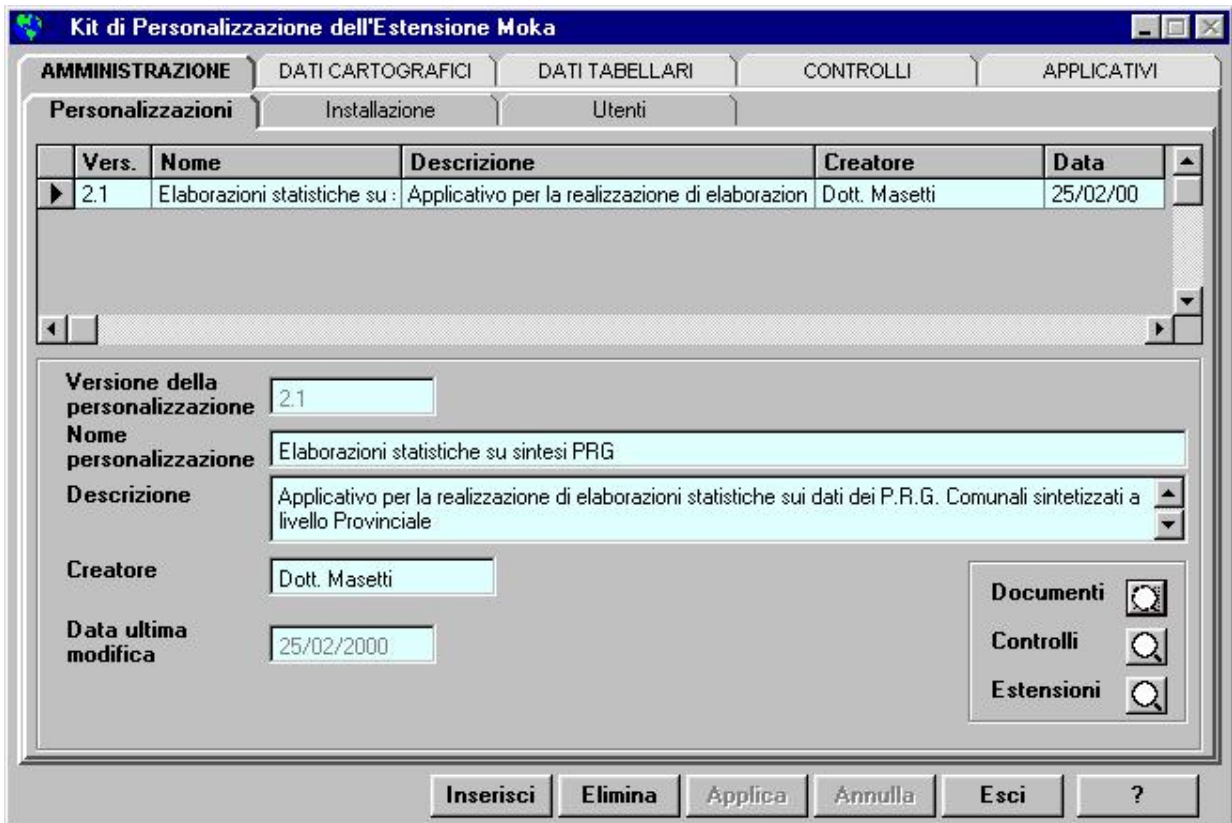 Kit di Personalizzazione dell'Estensione Moka
AMMINISTRAZIONE DATI CARTOGRAFICI DATI TABELLARI CONTROLLI APPLICATIVI
Personalizzazioni Installazione Utenti
Vers. Nome Descrizione Creatore Data
2.1 Elaborazioni statistiche su Applicativo per la realizzazione di elaborazion Dott. Masetti 25/02/00
Versione della
personalizzazione 2.1
Nome
personalizzazione Elaborazioni statistiche su sintesi PRG
Descrizione Applicativo per la realizzazione di elaborazioni statistiche sui dati dei P.R.G. Comunali sintetizzati a
livello Provinciale
Creatore Dott. Masetti
Documenti
Data ultima
modifica 25/02/2000
Controlli
Estensioni
Inserisci Elimina Applica Annulla Esci ?